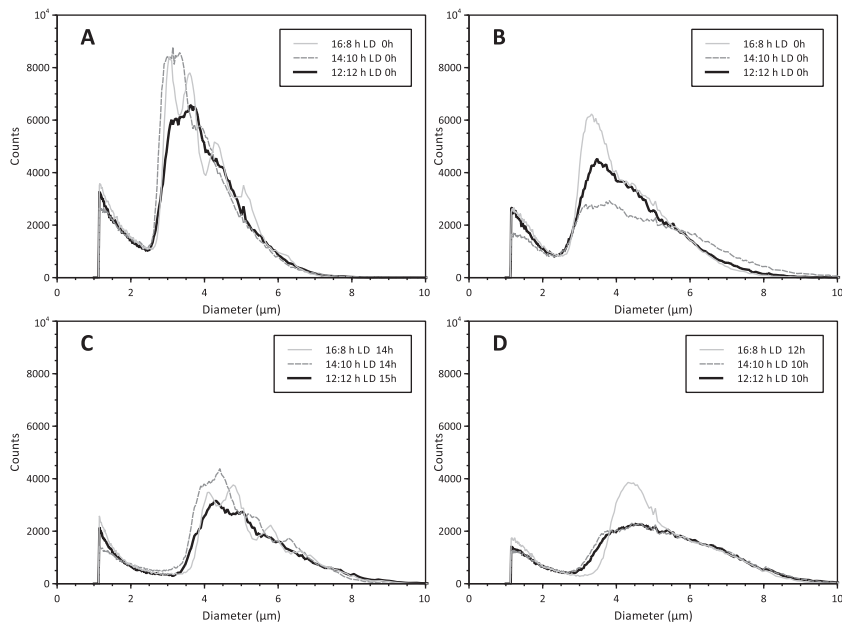 A
16:8 h LD 0h
14:10 h LD 0h
12:12 h LD 0h
10⁴
8000
6000
4000
2000
0
Counts
0 2 4 6 8 10
Diameter (μm)
B
16:8 h LD 0h
14:10 h LD 0h
12:12 h LD 0h
10⁴
8000
6000
4000
2000
0
Counts
0 2 4 6 8 10
Diameter (μm)
C
16:8 h LD 14h
14:10 h LD 14h
12:12 h LD 15h
10⁴
8000
6000
4000
2000
0
Counts
0 2 4 6 8 10
Diameter (μm)
D
16:8 h LD 12h
14:10 h LD 10h
12:12 h LD 10h
10⁴
8000
6000
4000
2000
0
Counts
0 2 4 6 8 10
Diameter (μm)